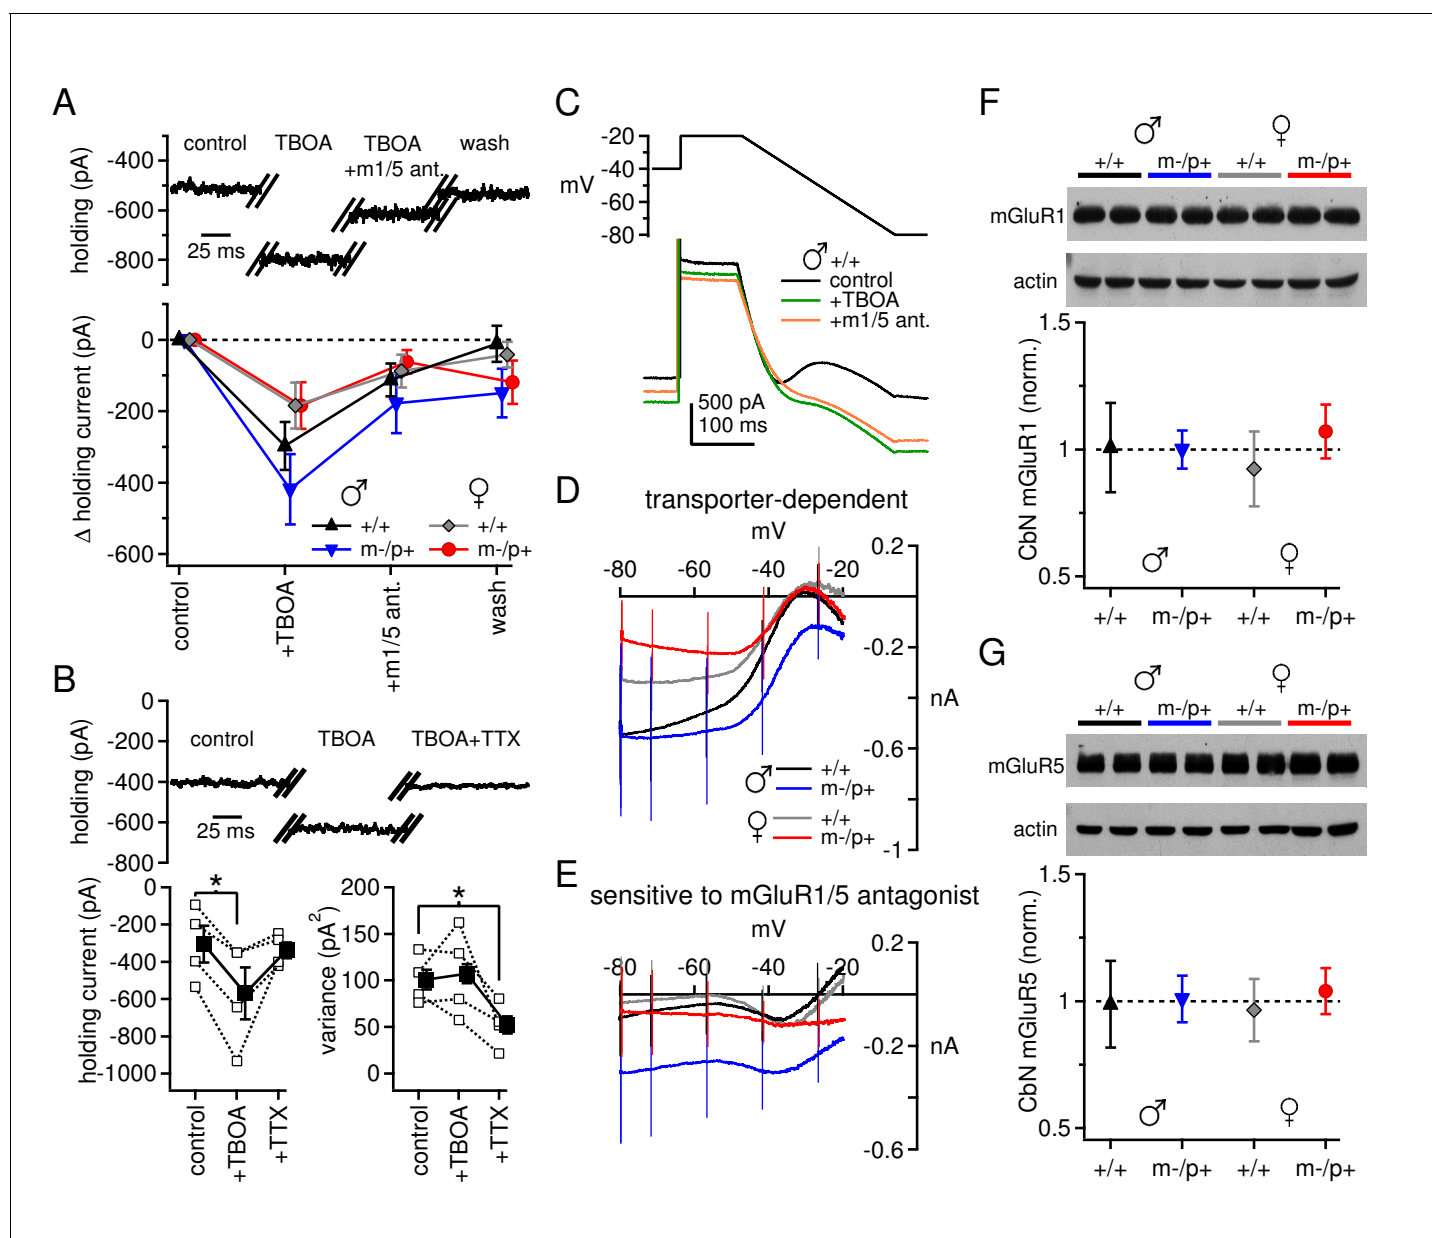 A
holding (pA)
-400
-600
-800
control
TBOA
TBOA
+m1/5 ant.
wash
25 ms
Δ holding current (pA)
0
-200
-400
-600
♂ ♀
+/+ +/+
m-/p+ m-/p+
control
+TBOA
+m1/5 ant.
wash
B
holding (pA)
0
-200
-400
-600
-800
control
TBOA
TBOA+TTX
25 ms
holding current (pA)
0
-200
-400
-600
-800
-1000
*
control
+TBOA
+TTX
variance (pA²)
200
150
100
50
0
*
control
+TBOA
+TTX
C
mV
-20
-40
-60
-80
♂ +/+
control
+TBOA
+m1/5 ant.
500 pA
100 ms
D
transporter-dependent
mV
-80 -60 -40 -20
0.2
-0.2
nA
-0.6
-1
♂ +/+
m-/p+
♀ +/+
m-/p+
E
sensitive to mGluR1/5 antagonist
mV
-80 -60 -40 -20
0.2
-0.2
nA
-0.6
F
♂ ♀
+/+ m-/p+ +/+ m-/p+
mGluR1
actin
CbN mGluR1 (norm.)
1.5
1
0.5
♂ ♀
+/+ m-/p+ +/+ m-/p+
G
♂ ♀
+/+ m-/p+ +/+ m-/p+
mGluR5
actin
CbN mGluR5 (norm.)
1.5
1
0.5
♂ ♀
+/+ m-/p+ +/+ m-/p+